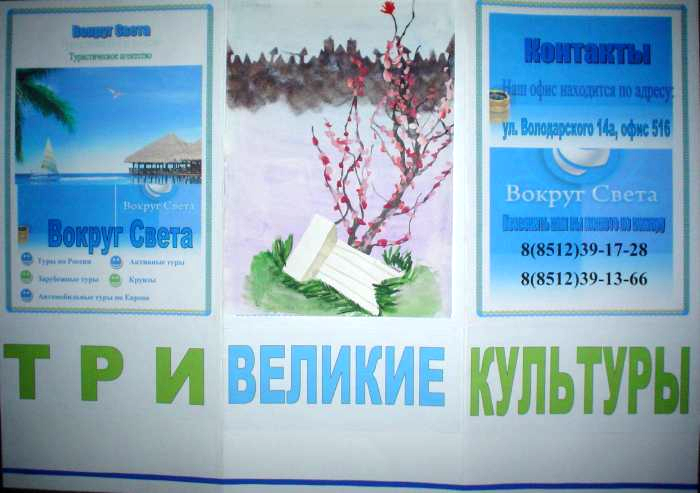 Вокруг Света
Туристическое агентство
Вокруг Света
Вокруг Света
Туры по России
Активные туры
Зарубежные туры
Круизы
Автомобильные туры по Европе
Контакты
Наш офис находится по адресу:
ул. Володарского 14а, офис 516
Вокруг Света
Позвонить нам вы можете по номеру
8(8512)39-17-28
8(8512)39-13-66
ТРИ ВЕЛИКИЕ КУЛЬТУРЫ